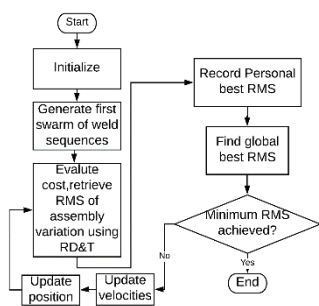 Start
Initialize
Generate first
swarm of weld
sequences
Evalute
cost,retrieve
RMS of
assembly
variation using
RD&T
Update
position
Update
velocities
Record Personal
best RMS
Find global
best RMS
Minimum RMS
achieved?
No
Yes
End